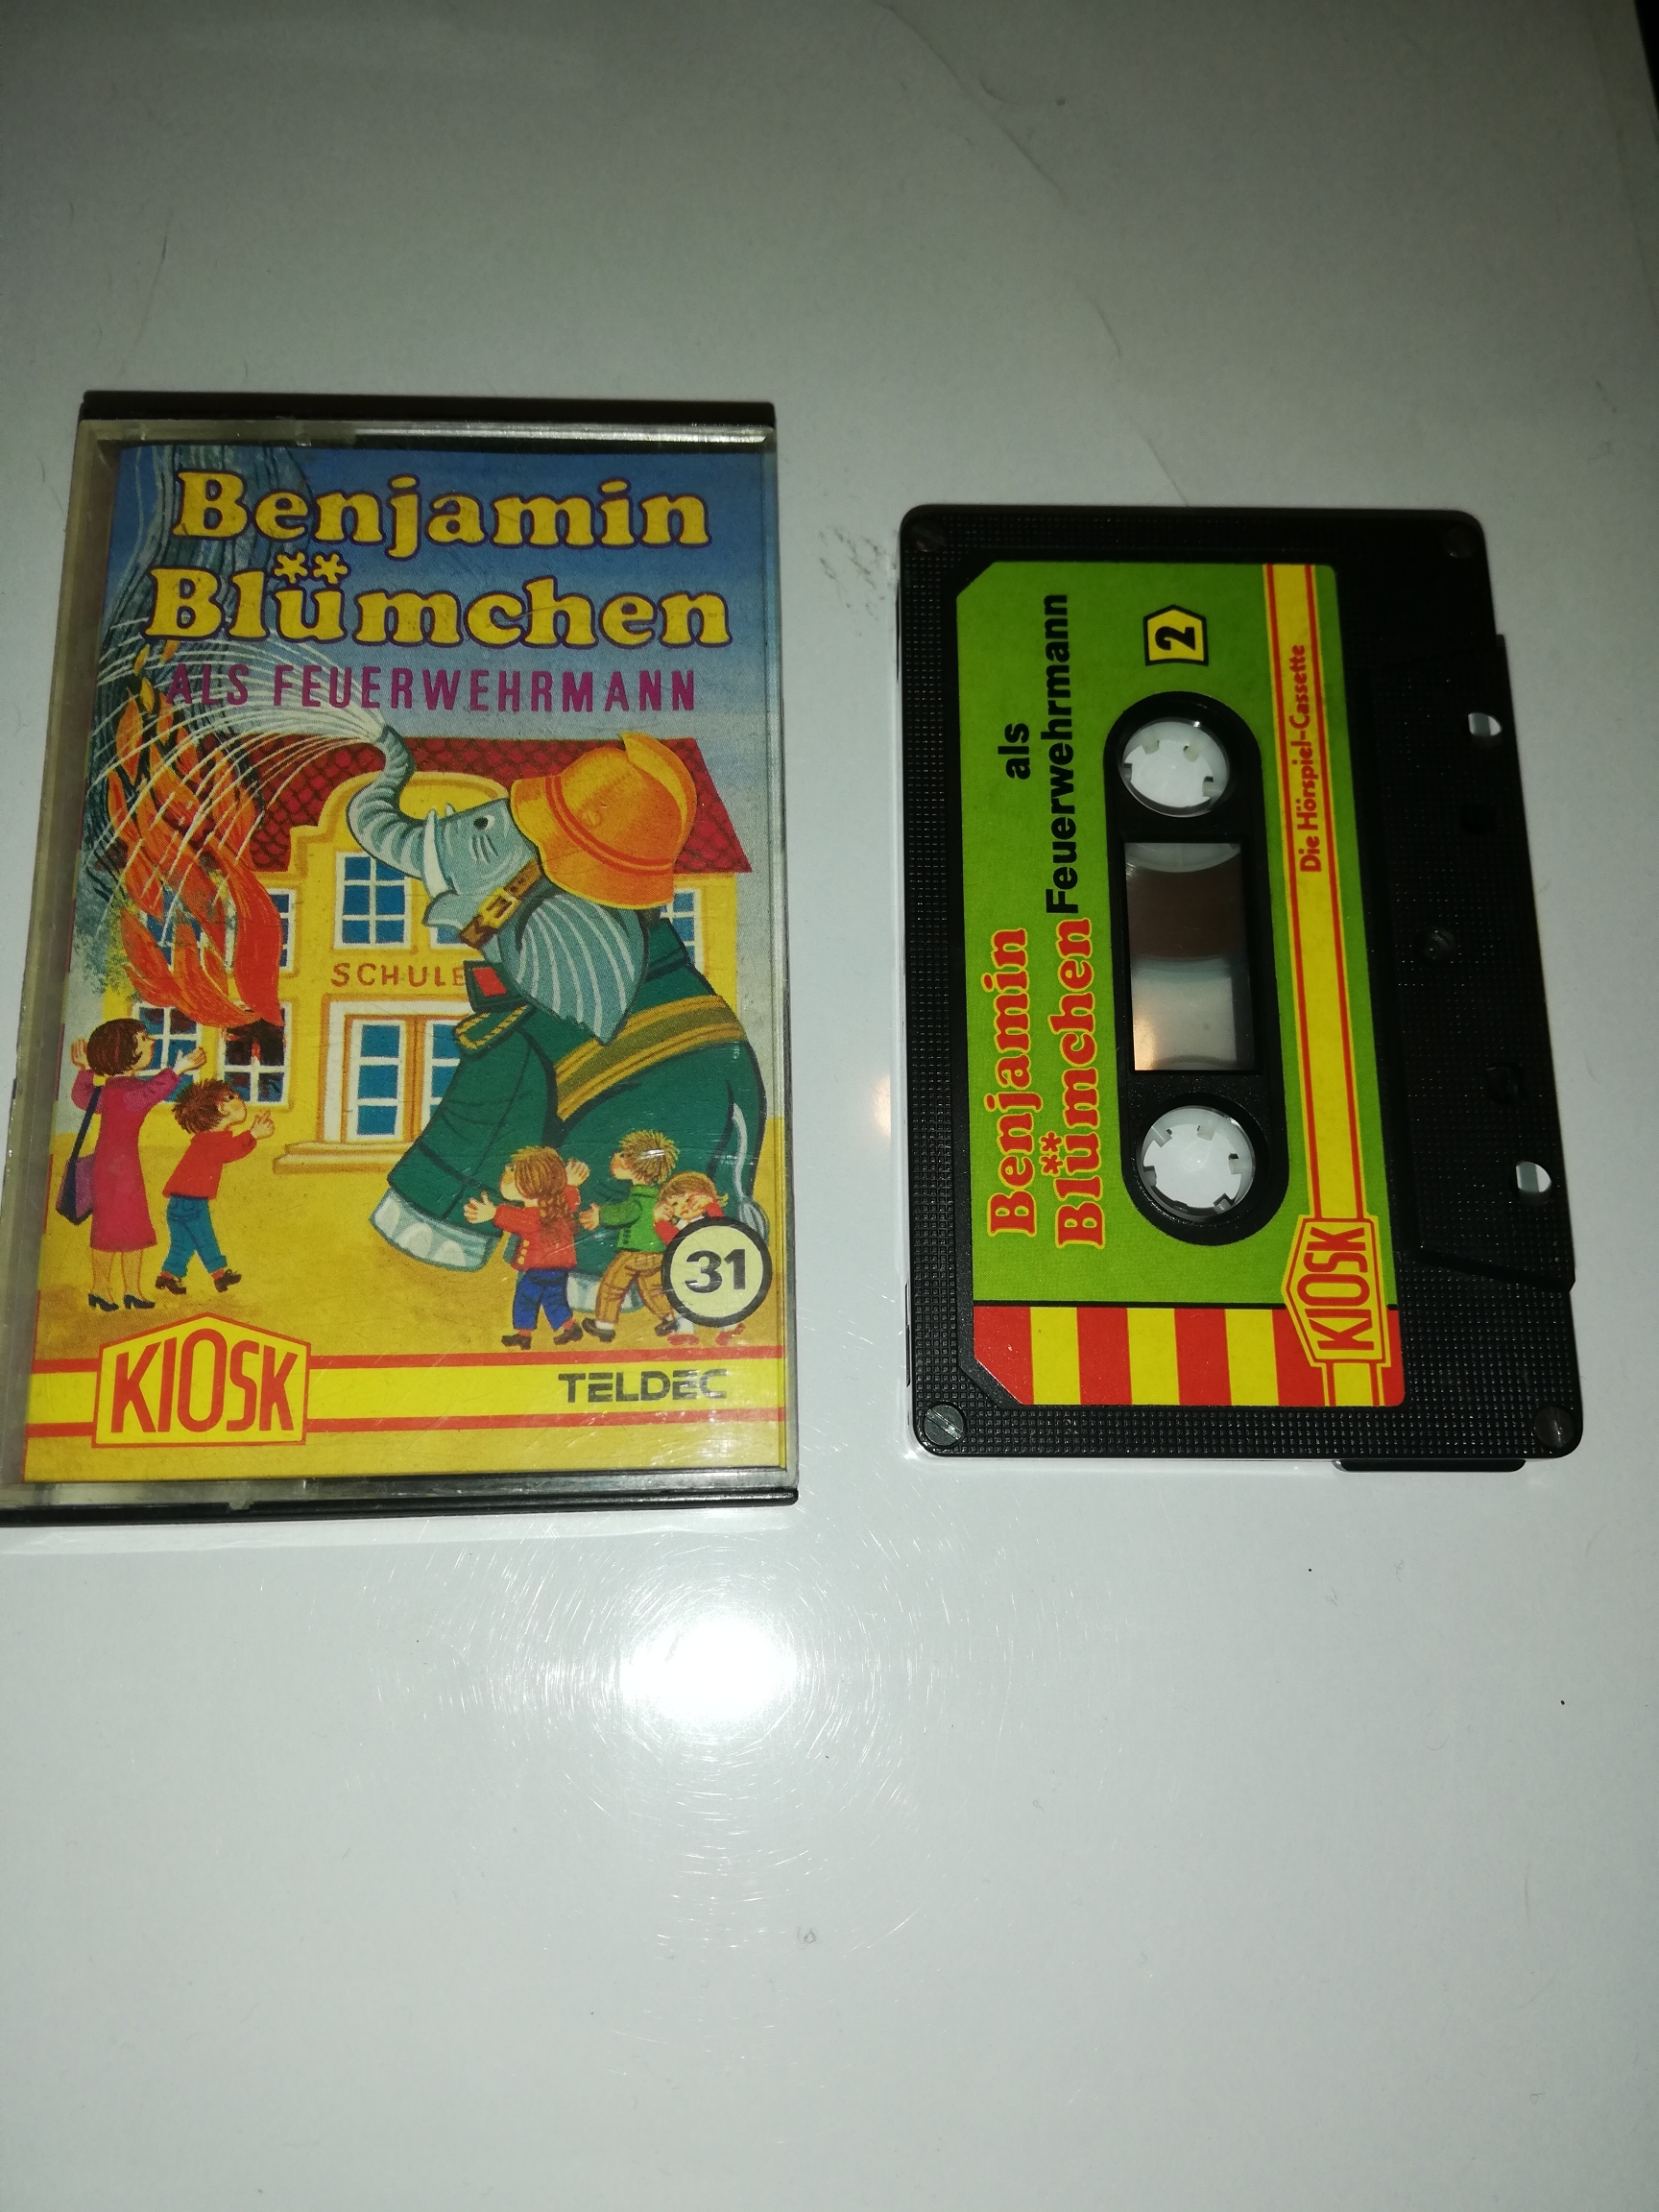 Benjamin
Blümchen
ALS FEUERWEHRMANN
SCHULE
31
KIOSK
TELDEC
Benjamin
Blümchen
als
Feuerwehrmann
2
Die Hörspiel-Cassette
KIOSK